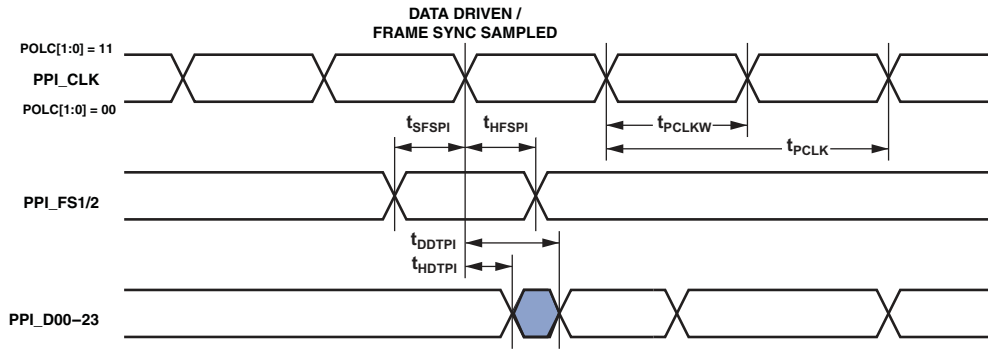 DATA DRIVEN /
FRAME SYNC SAMPLED
POLC[1:0] = 11
PPI_CLK
POLC[1:0] = 00
tSFSPI
tHFSPI
tPCLKW
tPCLK
PPI_FS1/2
tDDTPI
tHDTPI
PPI_D00–23